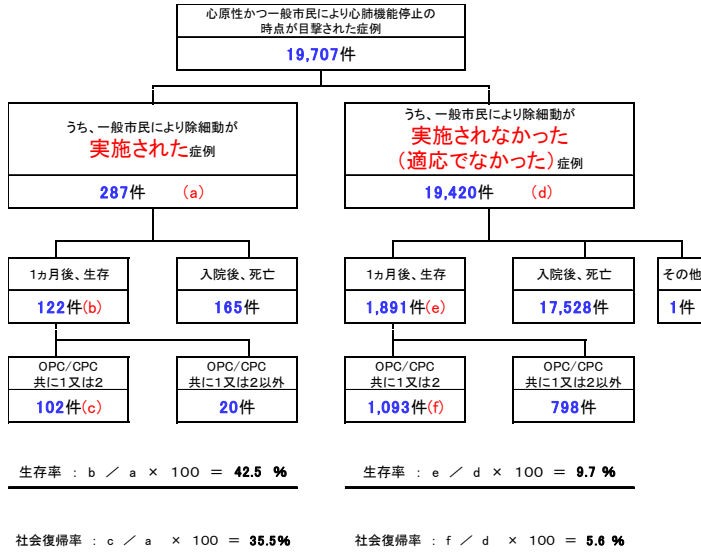 心原性かつ一般市民により心肺機能停止の
時点が目撃された症例
19,707件
うち、一般市民により除細動が
実施された症例
287件 (a)
うち、一般市民により除細動が
実施されなかった
(適応でなかった)症例
19,420件 (d)
1ヵ月後、生存
122件(b)
入院後、死亡
165件
1ヵ月後、生存
1,891件(e)
入院後、死亡
17,528件
その他
1件
OPC/CPC
共に1又は2
102件(c)
OPC/CPC
共に1又は2以外
20件
OPC/CPC
共に1又は2
1,093件(f)
OPC/CPC
共に1又は2以外
798件
生存率 : b / a × 100 = 42.5 %
生存率 : e / d × 100 = 9.7 %
社会復帰率 : c / a × 100 = 35.5%
社会復帰率 : f / d × 100 = 5.6 %